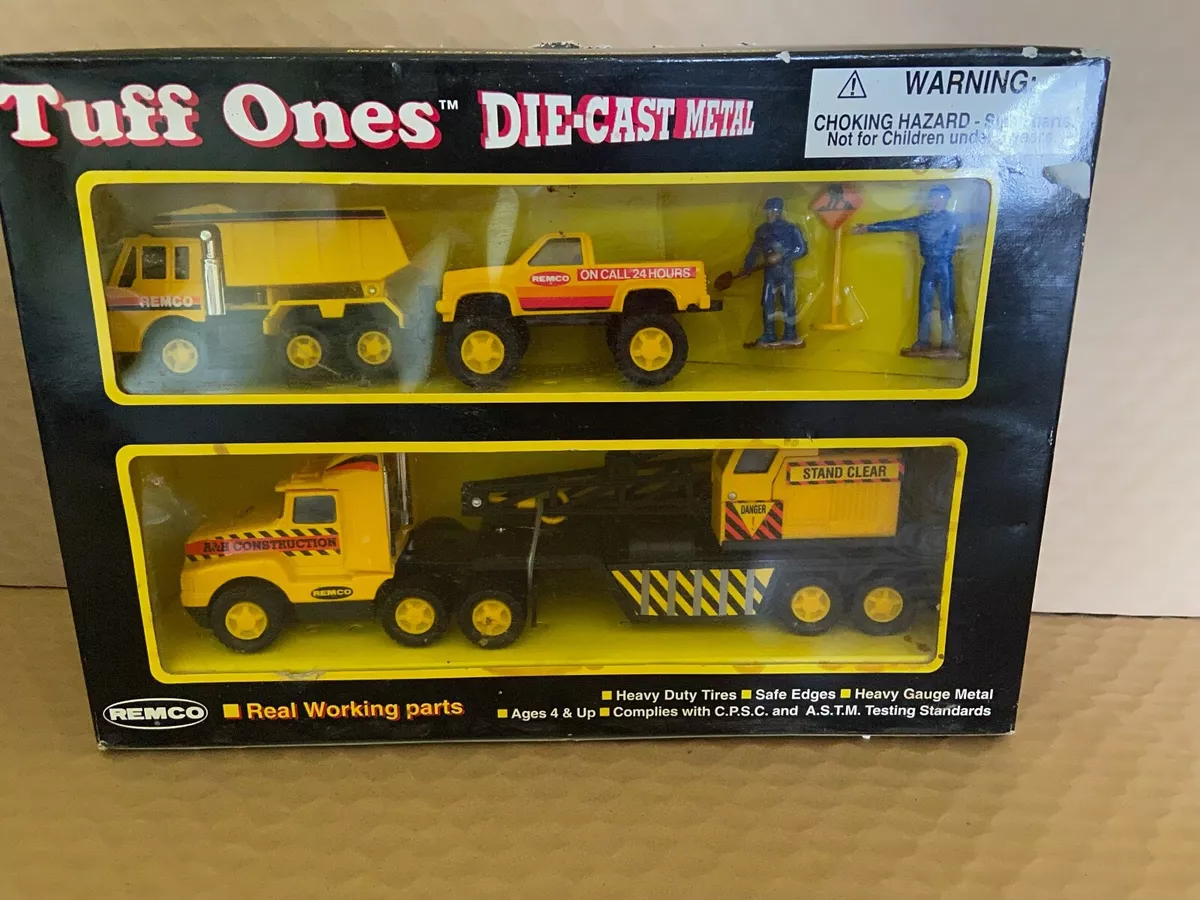 Tuff Ones™ DIE-CAST METAL
WARNING:
CHOKING HAZARD -
Not for Children
REMCO
REMCO
ON CALL 24 HOURS
STAND CLEAR
DANGER
!
A&H CONSTRUCTION
REMCO
REMCO
Real Working parts
Heavy Duty Tires Safe Edges Heavy Gauge Metal
Ages 4 & Up Complies with C.P.S.C. and A.S.T.M. Testing Standards